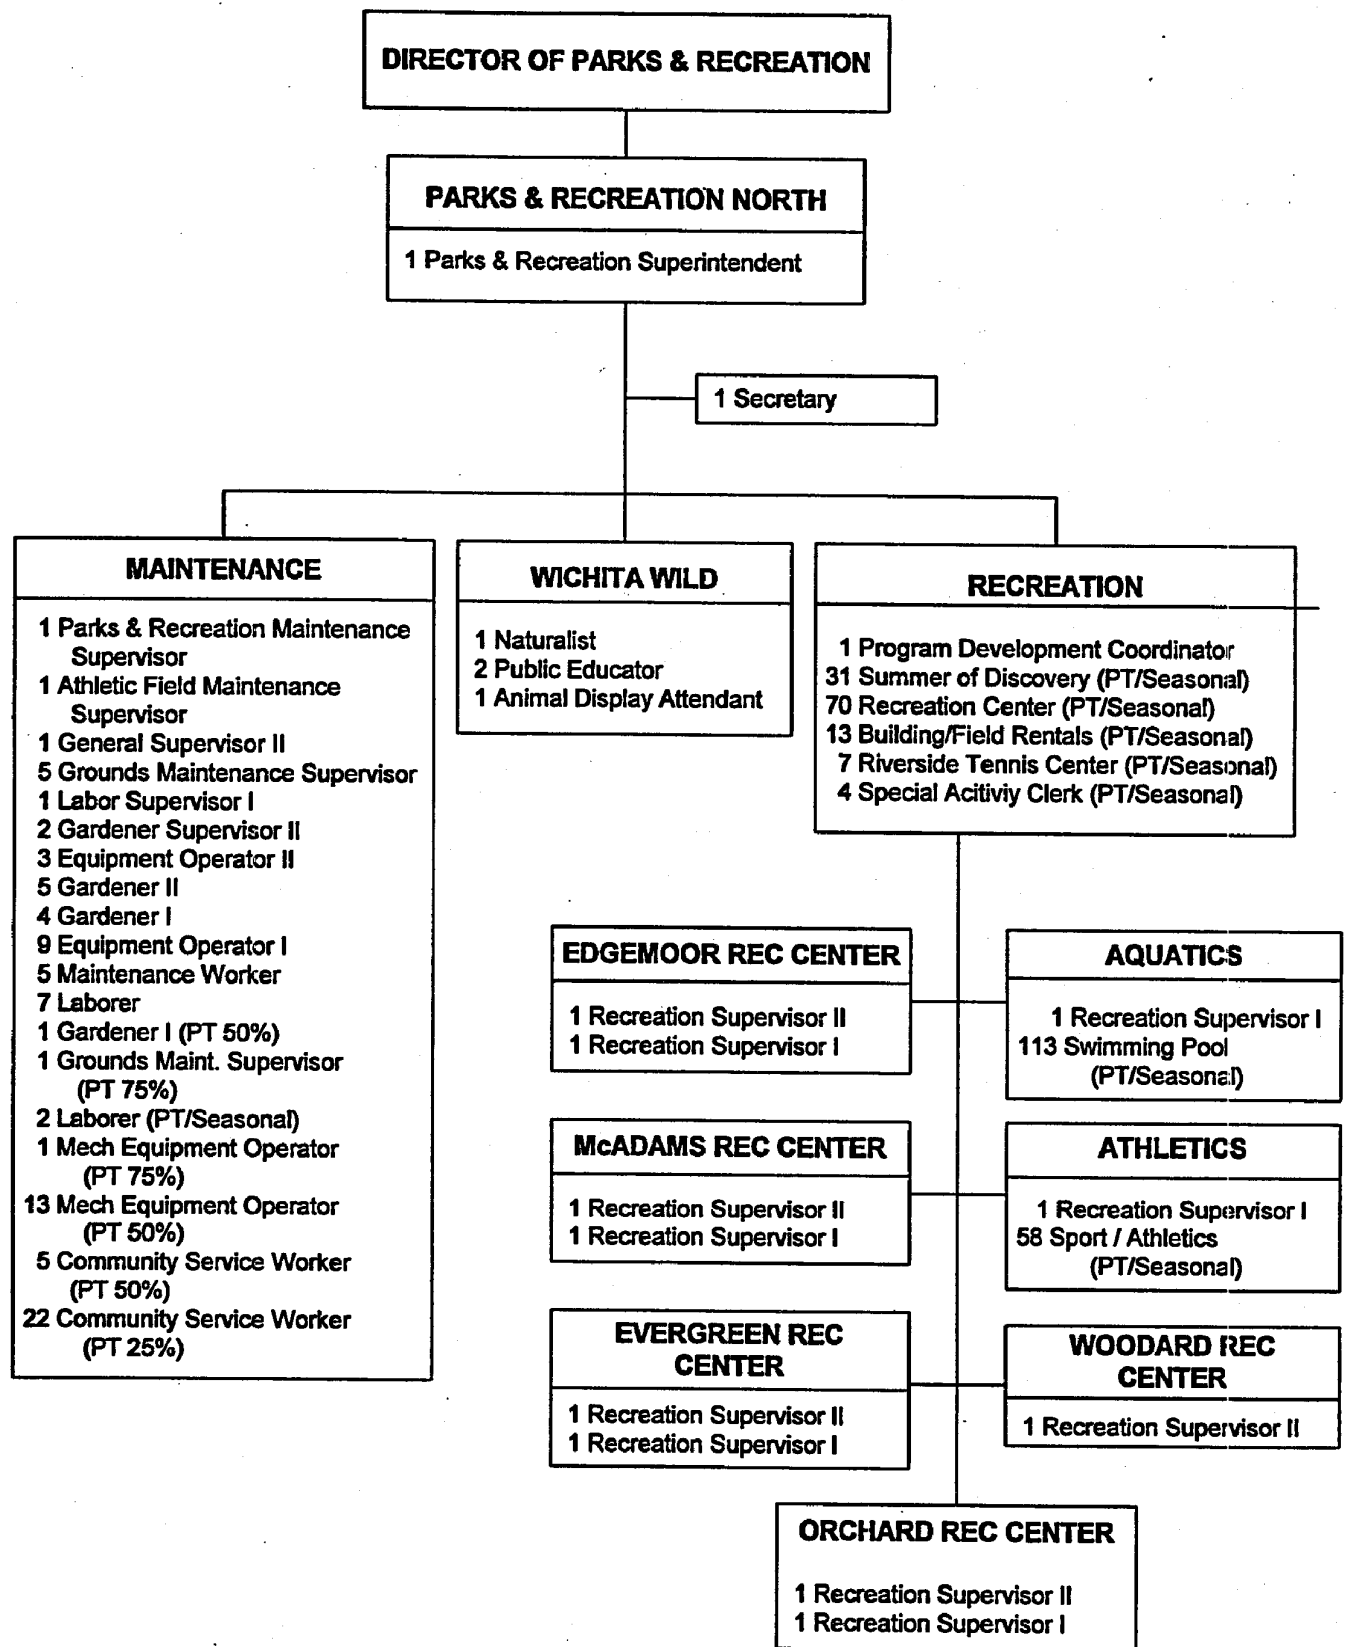 DIRECTOR OF PARKS & RECREATION
PARKS & RECREATION NORTH
1 Parks & Recreation Superintendent
1 Secretary
MAINTENANCE
1 Parks & Recreation Maintenance
Supervisor
1 Athletic Field Maintenance
Supervisor
1 General Supervisor II
5 Grounds Maintenance Supervisor
1 Labor Supervisor I
2 Gardener Supervisor II
3 Equipment Operator II
5 Gardener II
4 Gardener I
9 Equipment Operator I
5 Maintenance Worker
7 Laborer
1 Gardener I (PT 50%)
1 Grounds Maint. Supervisor
(PT 75%)
2 Laborer (PT/Seasonal)
1 Mech Equipment Operator
(PT 75%)
13 Mech Equipment Operator
(PT 50%)
5 Community Service Worker
(PT 50%)
22 Community Service Worker
(PT 25%)
WICHITA WILD
1 Naturalist
2 Public Educator
1 Animal Display Attendant
RECREATION
1 Program Development Coordinator
31 Summer of Discovery (PT/Seasonal)
70 Recreation Center (PT/Seasonal)
13 Building/Field Rentals (PT/Seasonal)
7 Riverside Tennis Center (PT/Seasonal)
4 Special Acitiviy Clerk (PT/Seasonal)
EDGEMOOR REC CENTER
1 Recreation Supervisor II
1 Recreation Supervisor I
AQUATICS
1 Recreation Supervisor I
113 Swimming Pool
(PT/Seasonal)
McADAMS REC CENTER
1 Recreation Supervisor II
1 Recreation Supervisor I
ATHLETICS
1 Recreation Supervisor I
58 Sport / Athletics
(PT/Seasonal)
EVERGREEN REC
CENTER
1 Recreation Supervisor II
1 Recreation Supervisor I
WOODARD REC
CENTER
1 Recreation Supervisor II
ORCHARD REC CENTER
1 Recreation Supervisor II
1 Recreation Supervisor I